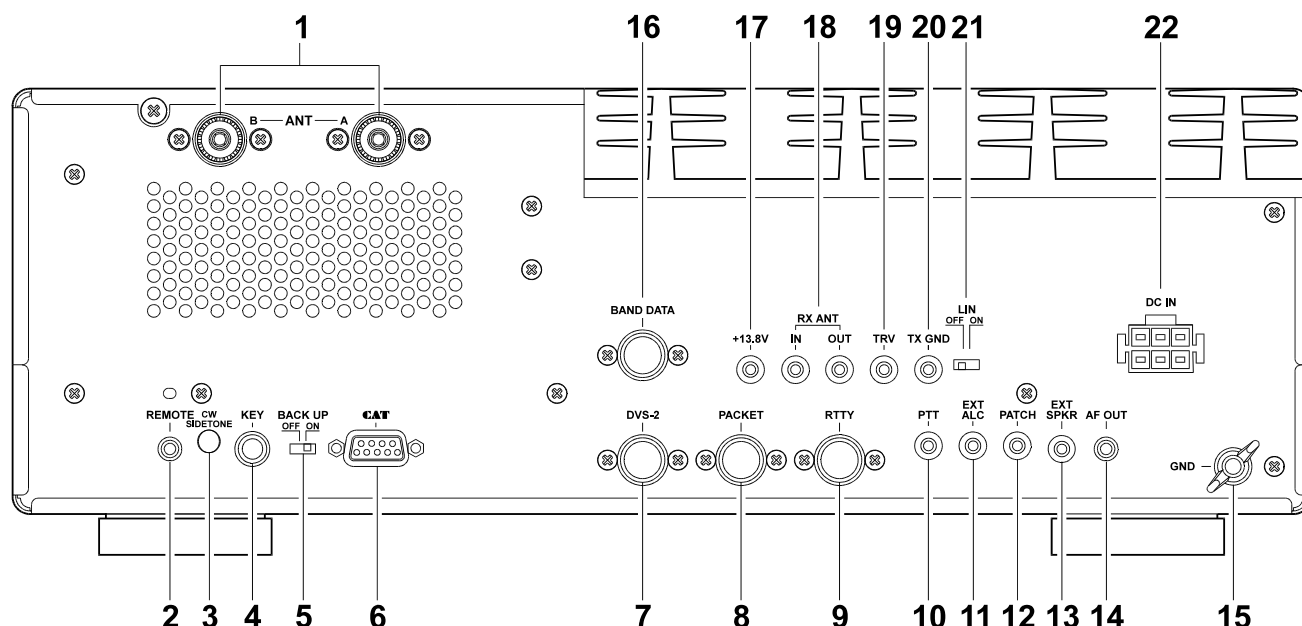 1 16 17 18 19 20 21 22
B ANT A
BAND DATA
RX ANT
LIN
OFF ON
DC IN
+13.8V IN OUT TRV TX GND
REMOTE
CW
SIDETONE
KEY
BACK UP
OFF ON
CAT
DVS-2
PACKET
RTTY
PTT
EXT
ALC
PATCH
EXT
SPKR
AF OUT
GND
2 3 4 5 6 7 8 9 10 11 12 13 14 15